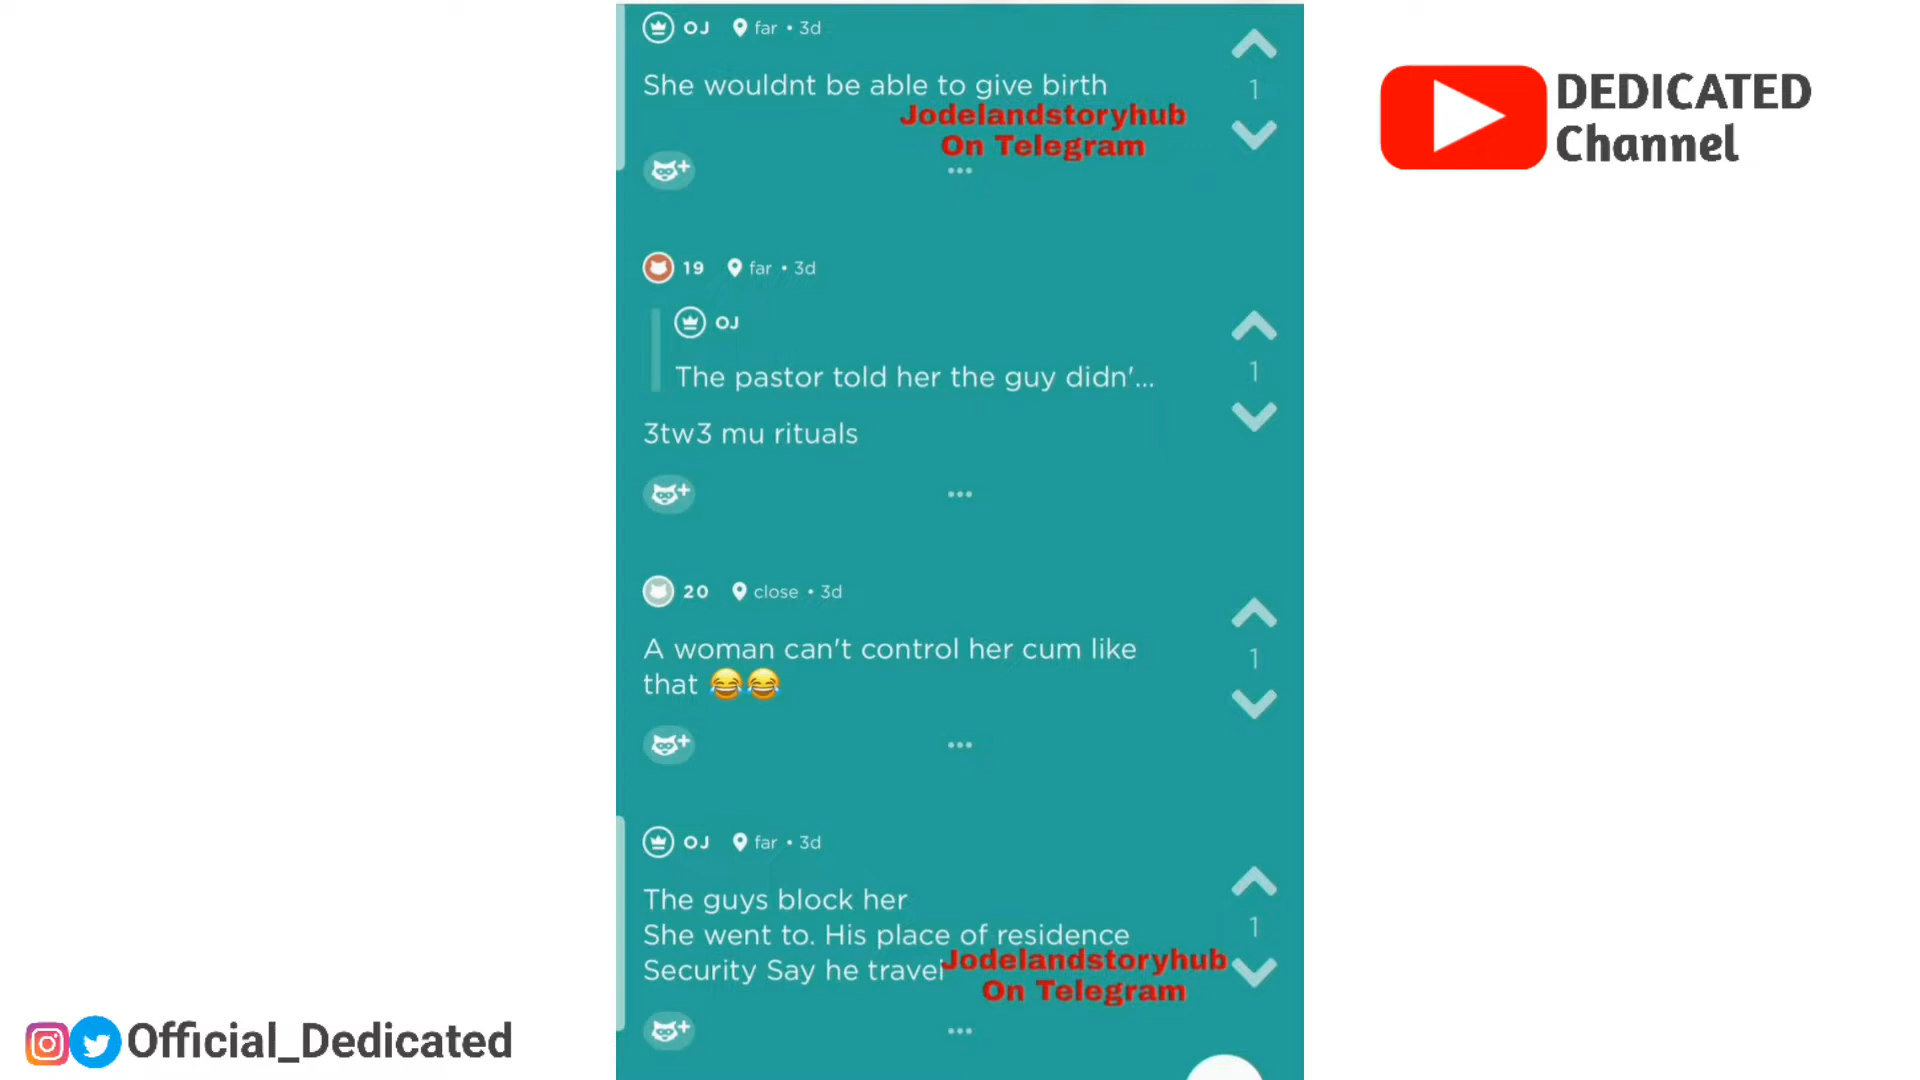 OJ far • 3d
She wouldnt be able to give birth
1
Jodelandstoryhub
On Telegram
DEDICATED
Channel
19 far • 3d
OJ
The pastor told her the guy didn'...
1
3tw3 mu rituals
20 close • 3d
A woman can't control her cum like
that 😂😂
1
OJ far • 3d
The guys block her
She went to. His place of residence
Security Say he travel
1
Jodelandstoryhub
On Telegram
Official_Dedicated